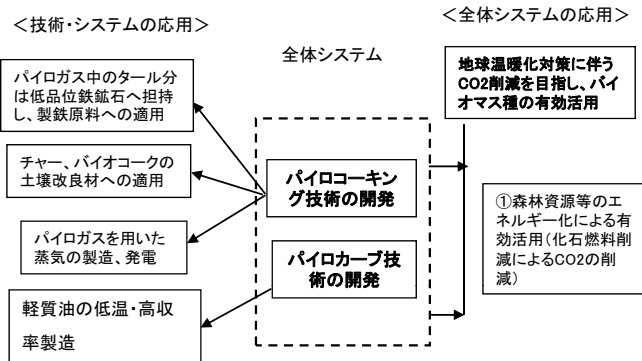 ＜技術・システムの応用＞
パイロガス中のタール分
は低品位鉄鉱石へ担持
し、製鉄原料への適用
チャー、バイオコークの
土壌改良材への適用
パイロガスを用いた
蒸気の製造、発電
軽質油の低温・高収
率製造
全体システム
パイロコーキン
グ技術の開発
パイロカーブ技
術の開発
＜全体システムの応用＞
地球温暖化対策に伴う
CO2削減を目指し、バイ
オマス種の有効活用
①森林資源等のエ
ネルギー化による有
効活用（化石燃料削
減によるCO2の削
減）